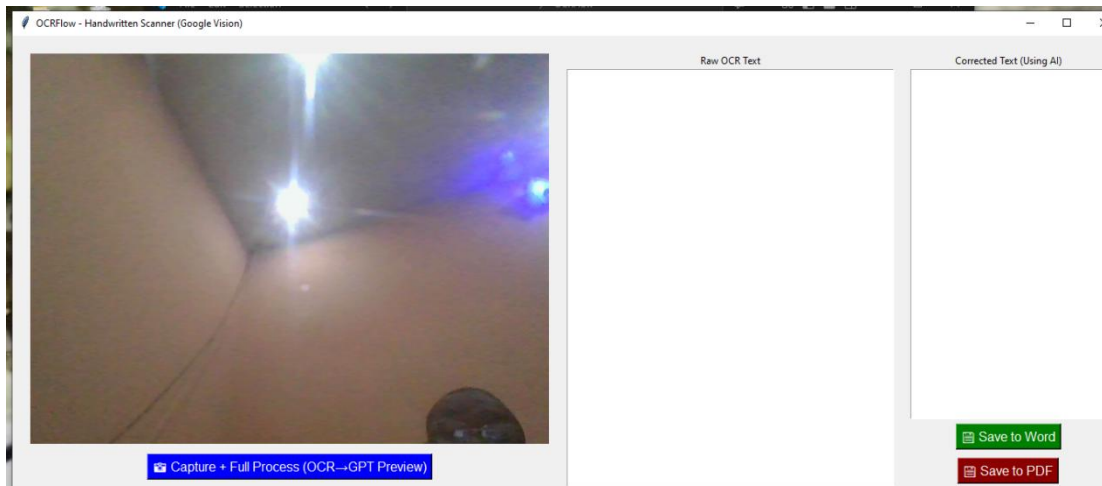 OCRFlow - Handwritten Scanner (Google Vision)
Raw OCR Text
Corrected Text (Using AI)
Capture + Full Process (OCR→GPT Preview)
Save to Word
Save to PDF